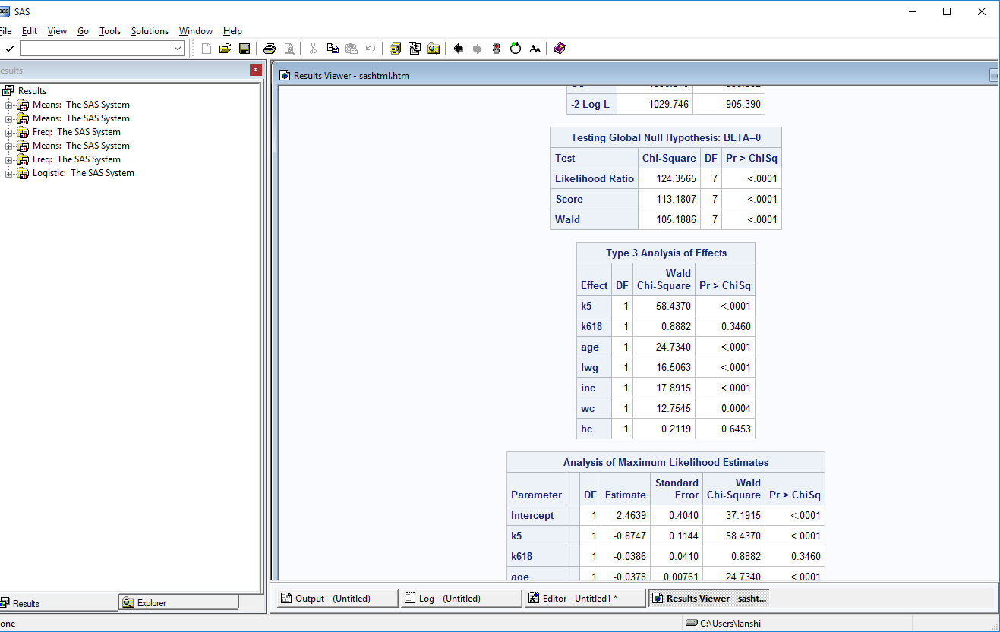 SAS
File Edit View Go Tools Solutions Window Help
Results
Results Viewer - sashtml.htm
Results
Means: The SAS System
Means: The SAS System
Freq: The SAS System
Means: The SAS System
Freq: The SAS System
Logistic: The SAS System
-2 Log L 1029.746 905.390
Testing Global Null Hypothesis: BETA=0
Test Chi-Square DF Pr > ChiSq
Likelihood Ratio 124.3565 7 <.0001
Score 113.1807 7 <.0001
Wald 105.1886 7 <.0001
Type 3 Analysis of Effects
Effect DF Wald Chi-Square Pr > ChiSq
k5 1 58.4370 <.0001
k618 1 0.8882 0.3460
age 1 24.7340 <.0001
lwg 1 16.5063 <.0001
inc 1 17.8915 <.0001
wc 1 12.7545 0.0004
hc 1 0.2119 0.6453
Analysis of Maximum Likelihood Estimates
Parameter DF Estimate Standard Error Wald Chi-Square Pr > ChiSq
Intercept 1 2.4639 0.4040 37.1915 <.0001
k5 1 -0.8747 0.1144 58.4370 <.0001
k618 1 -0.0386 0.0410 0.8882 0.3460
age 1 -0.0378 0.00761 24.7340 <.0001
Results Explorer
Output - (Untitled) Log - (Untitled) Editor - Untitled1 * Results Viewer - sasht...
one C:\Users\lanshi